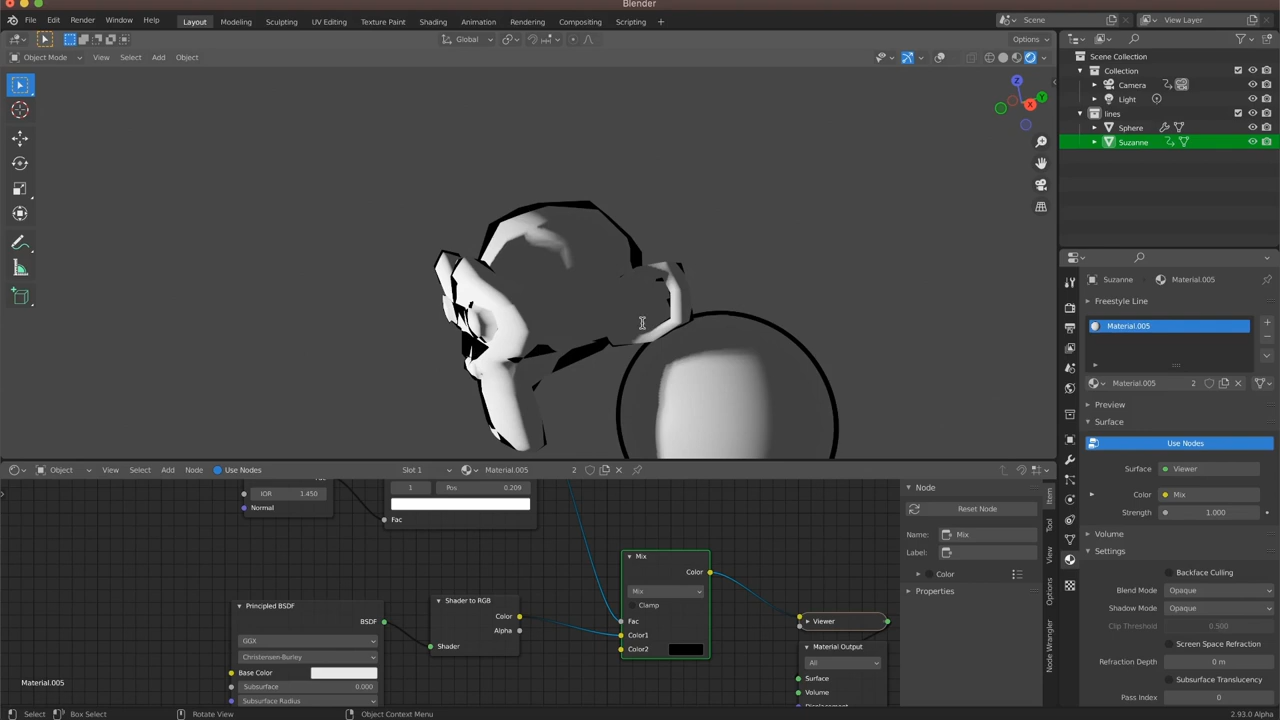 Blender
File Edit Render Window Help Layout Modeling Sculpting UV Editing Texture Paint Shading Animation Rendering Compositing Scripting + Scene View Layer
Global Options
Object Mode View Select Add Object
Scene Collection
Collection
Camera
Light
lines
Sphere
Suzanne
Z
Y
X
Suzanne Material.005
Freestyle Line
Material.005
Material.005 2
Preview
Surface
Use Nodes
Surface Viewer
Color Mix
Strength 1.000
Volume
Settings
Backface Culling
Blend Mode Opaque
Shadow Mode Opaque
Clip Threshold 0.500
Screen Space Refraction
Refraction Depth 0 m
Subsurface Translucency
Pass Index 0
Object View Select Add Node Use Nodes Slot 1 Material.005 2
IOR 1.450
Normal
1 Pos 0.209
Fac
Mix
Color
Mix
Clamp
Fac
Color1
Color2
Principled BSDF
BSDF
GGX
Christensen-Burley
Base Color
Subsurface 0.000
Subsurface Radius
Shader to RGB
Color
Alpha
Shader
Viewer
Material Output
All
Surface
Volume
Node
Reset Node
Name: Mix
Label:
Color
Properties
Item
Tool
View
Options
Node Wrangler
Material.005
Select Box Select Rotate View Object Context Menu 2.93.0 Alpha